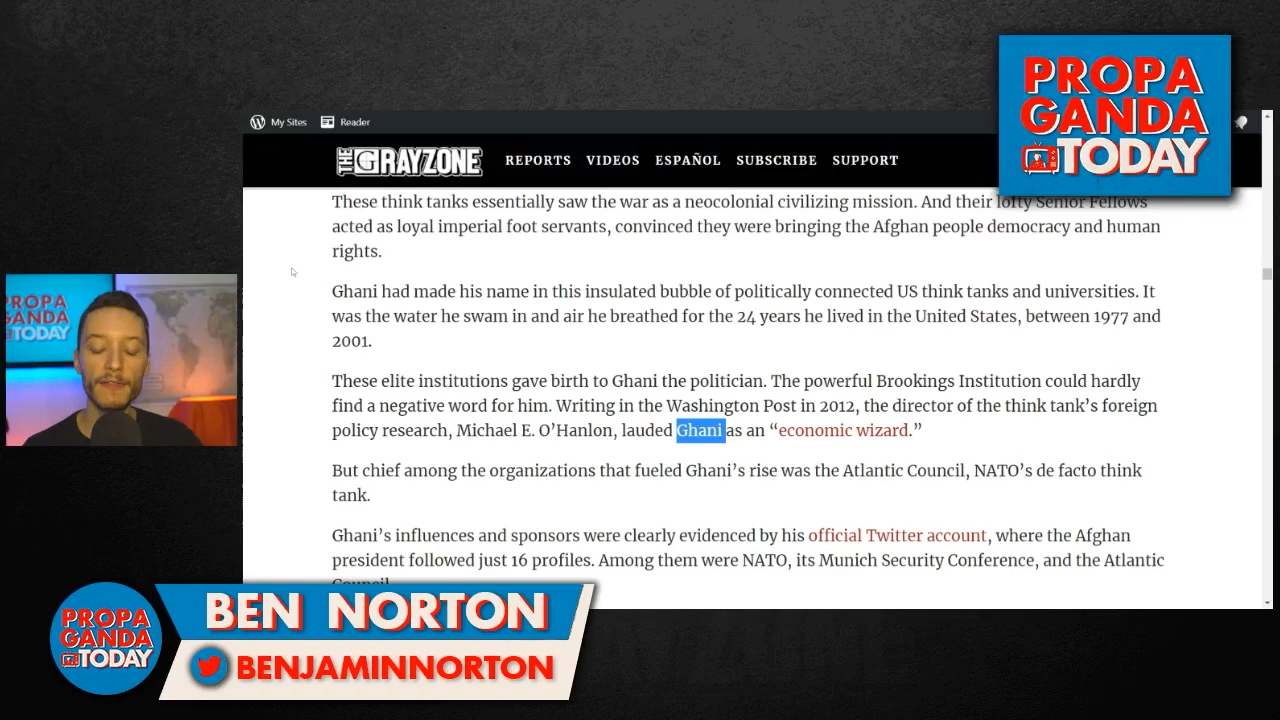 PROPA
GANDA
TODAY
My Sites
Reader
THE GRAYZONE
REPORTS VIDEOS ESPAÑOL SUBSCRIBE SUPPORT
These think tanks essentially saw the war as a neocolonial civilizing mission. And their lofty Senior Fellows
acted as loyal imperial foot servants, convinced they were bringing the Afghan people democracy and human
rights.
Ghani had made his name in this insulated bubble of politically connected US think tanks and universities. It
was the water he swam in and air he breathed for the 24 years he lived in the United States, between 1977 and
2001.
These elite institutions gave birth to Ghani the politician. The powerful Brookings Institution could hardly
find a negative word for him. Writing in the Washington Post in 2012, the director of the think tank’s foreign
policy research, Michael E. O’Hanlon, lauded Ghani as an “economic wizard.”
But chief among the organizations that fueled Ghani’s rise was the Atlantic Council, NATO’s de facto think
tank.
Ghani’s influences and sponsors were clearly evidenced by his official Twitter account, where the Afghan
president followed just 16 profiles. Among them were NATO, its Munich Security Conference, and the Atlantic
Council.
PROPA
GANDA
TODAY
PROPA
GANDA
TODAY
BEN NORTON
BENJAMINNORTON